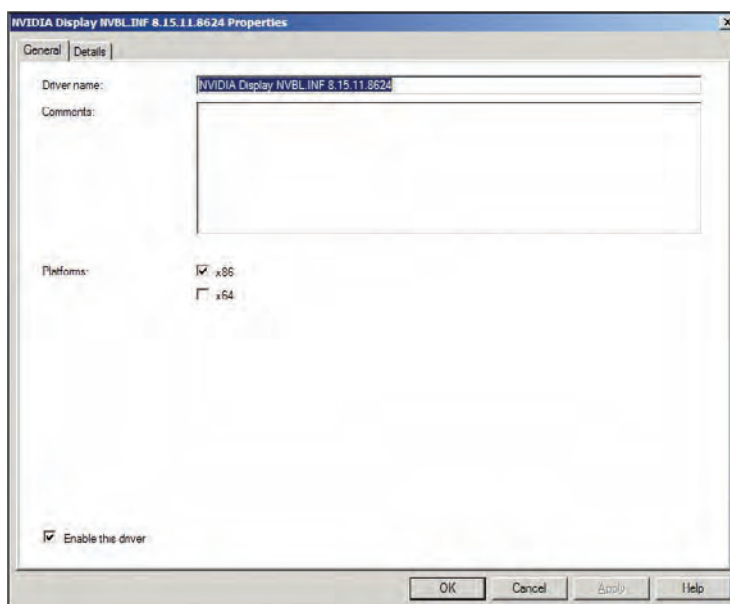 NVIDIA Display NVBL.INF 8.15.11.8624 Properties
General Details
Driver name: NVIDIA Display NVBL.INF 8.15.11.8624
Comments:
Platforms: x86
x64
Enable this driver
OK Cancel Apply Help